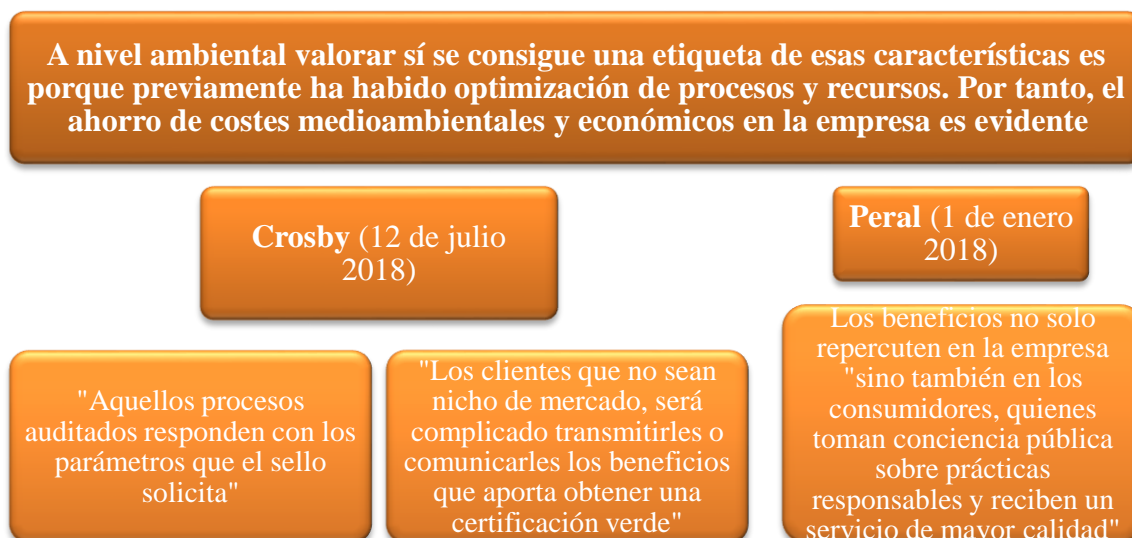 A nivel ambiental valorar sí se consigue una etiqueta de esas características es
porque previamente ha habido optimización de procesos y recursos. Por tanto, el
ahorro de costes medioambientales y económicos en la empresa es evidente
Crosby (12 de julio
2018)
"Aquellos procesos
auditados responden con los
parámetros que el sello
solicita"
"Los clientes que no sean
nicho de mercado, será
complicado transmitirles o
comunicarles los beneficios
que aporta obtener una
certificación verde"
Peral (1 de enero
2018)
Los beneficios no solo
repercuten en la empresa
"sino también en los
consumidores, quienes
toman conciencia pública
sobre prácticas
responsables y reciben un
servicio de mayor calidad"